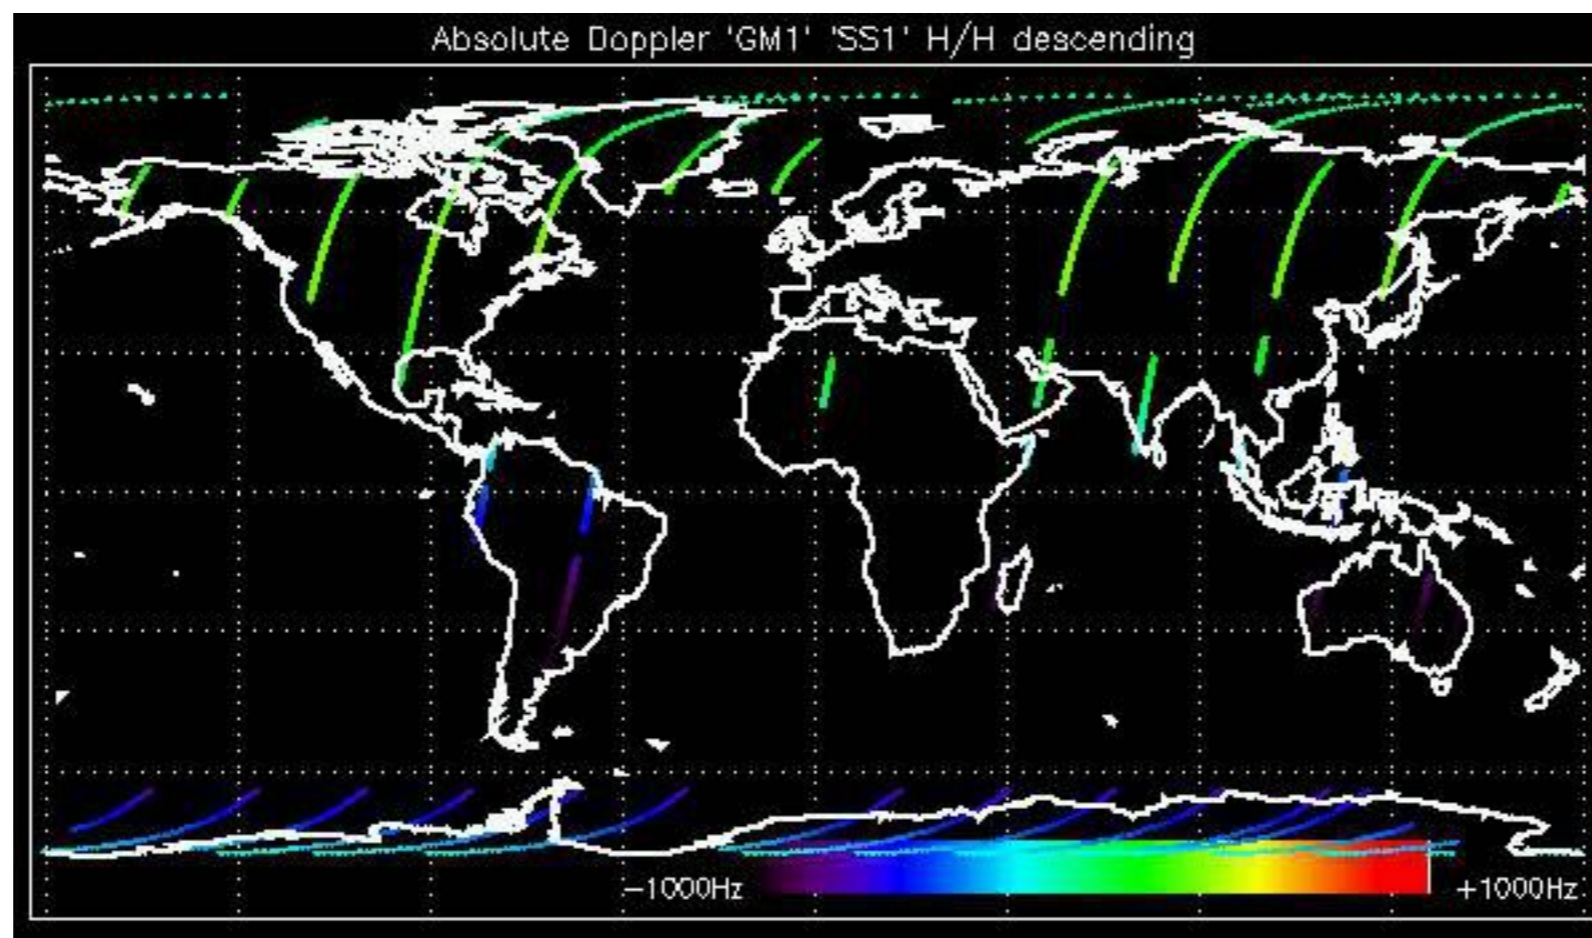 Absolute Doppler 'GM1' 'SS1' H/H descending
-1000Hz
+1000Hz